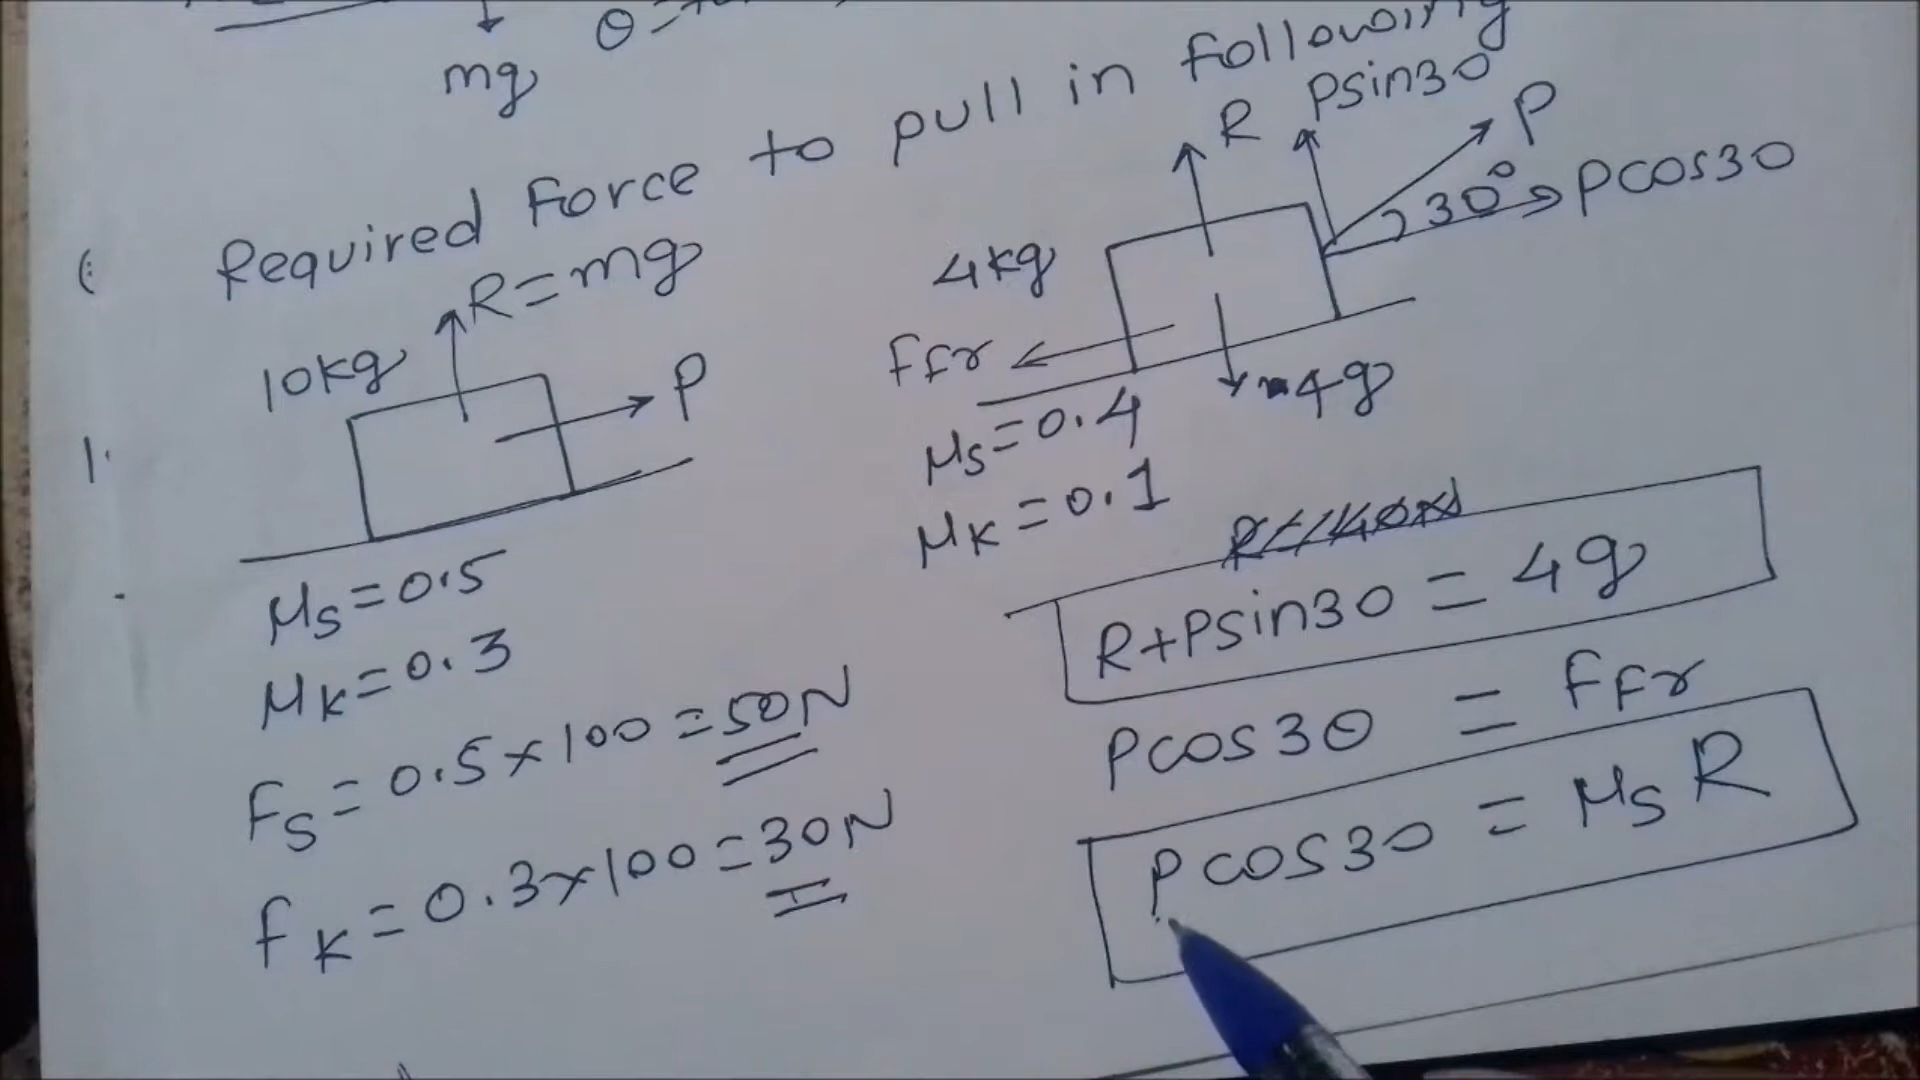 mg
θ =
Required Force to pull in following
R = mg
10kg
P
1.
μs = 0.5
μk = 0.3
Fs = 0.5 × 100 = 50N
fk = 0.3 × 100 = 30N
R
Psin30
P
30°
Pcos30
4kg
Ffr
4g
μs = 0.4
μk = 0.1
R + Psin30 = 4g
Pcos30 = Ffr
Pcos30 = μs R